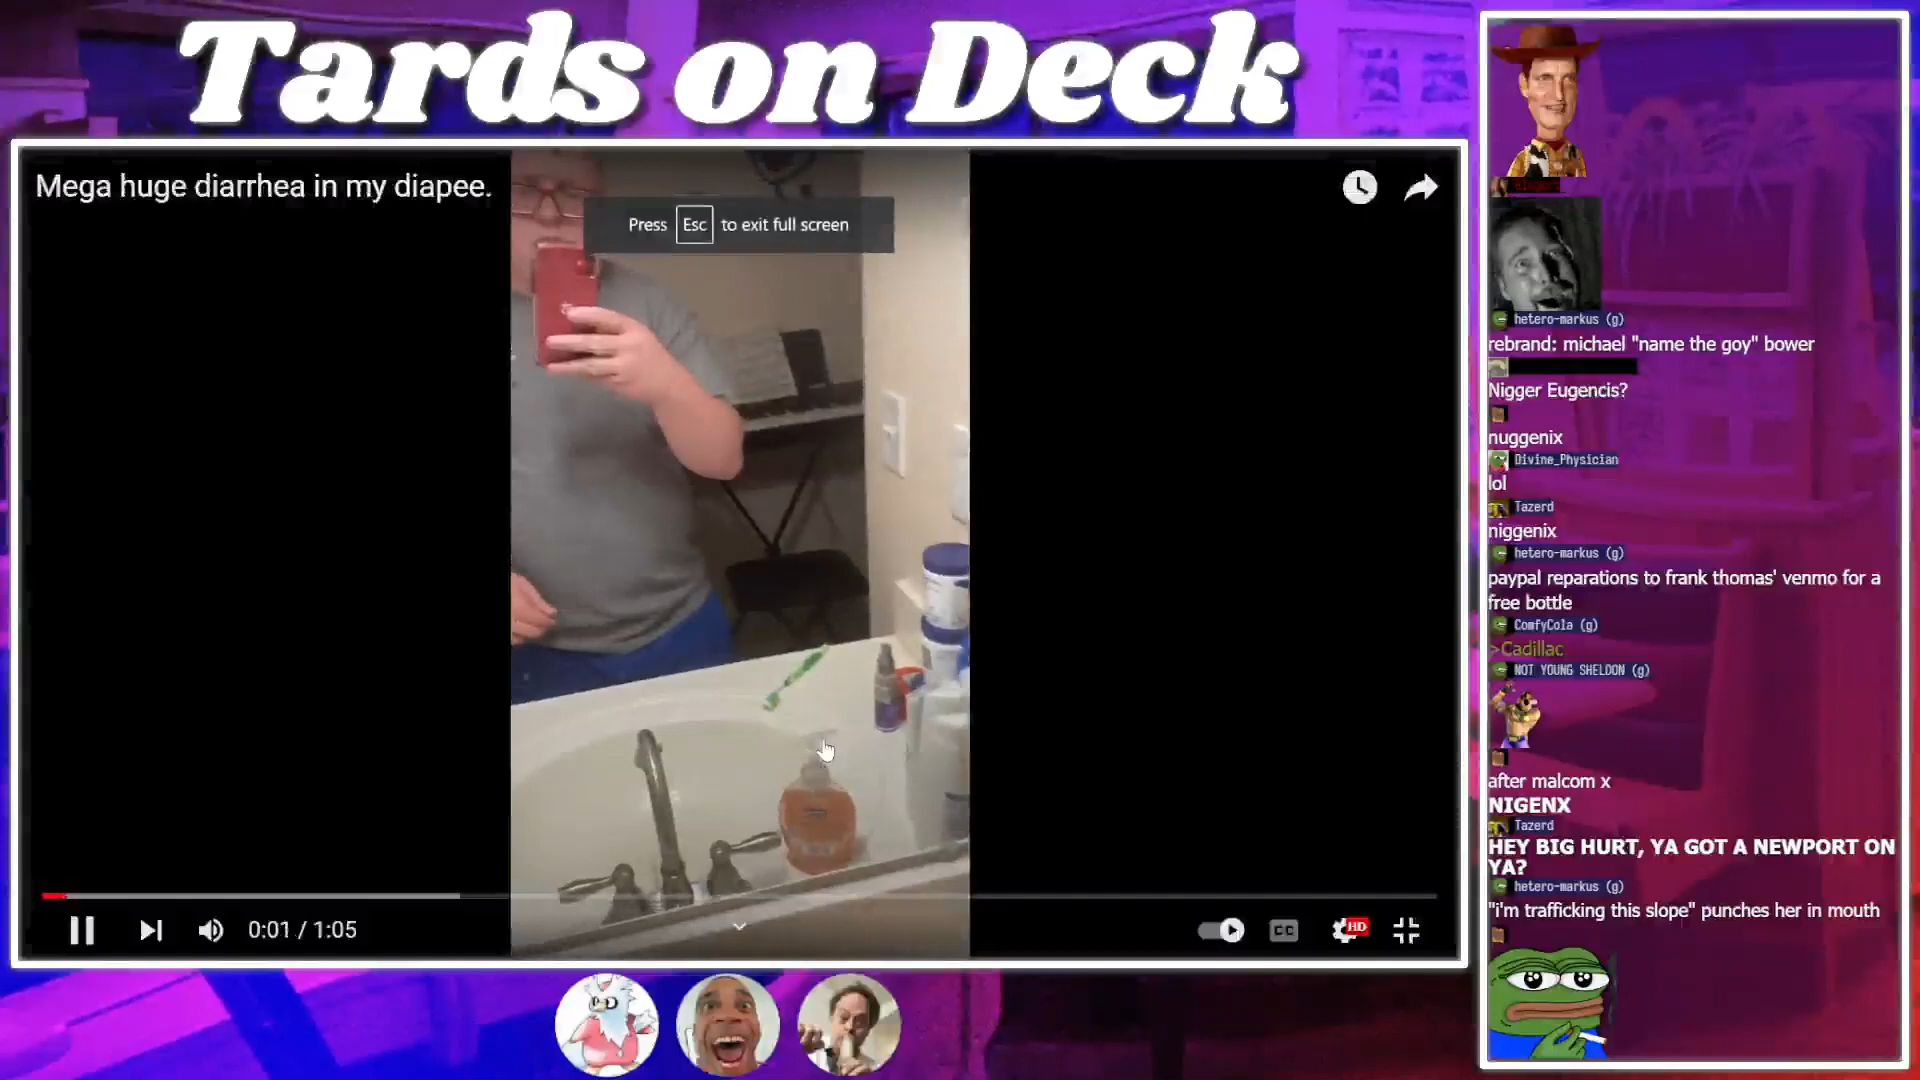 Tards on Deck
Mega huge diarrhea in my diapee.
Press Esc to exit full screen
0:01 / 1:05
CC
HD
hetero-markus (g)
rebrand: michael "name the goy" bower
Nigger Eugencis?
nuggenix
Divine_Physician
lol
Tazerd
niggenix
hetero-markus (g)
paypal reparations to frank thomas' venmo for a
free bottle
ComfyCola (g)
>Cadillac
NOT YOUNG SHELDON (g)
after malcom x
NIGENX
Tazerd
HEY BIG HURT, YA GOT A NEWPORT ON
YA?
hetero-markus (g)
"i'm trafficking this slope" punches her in mouth